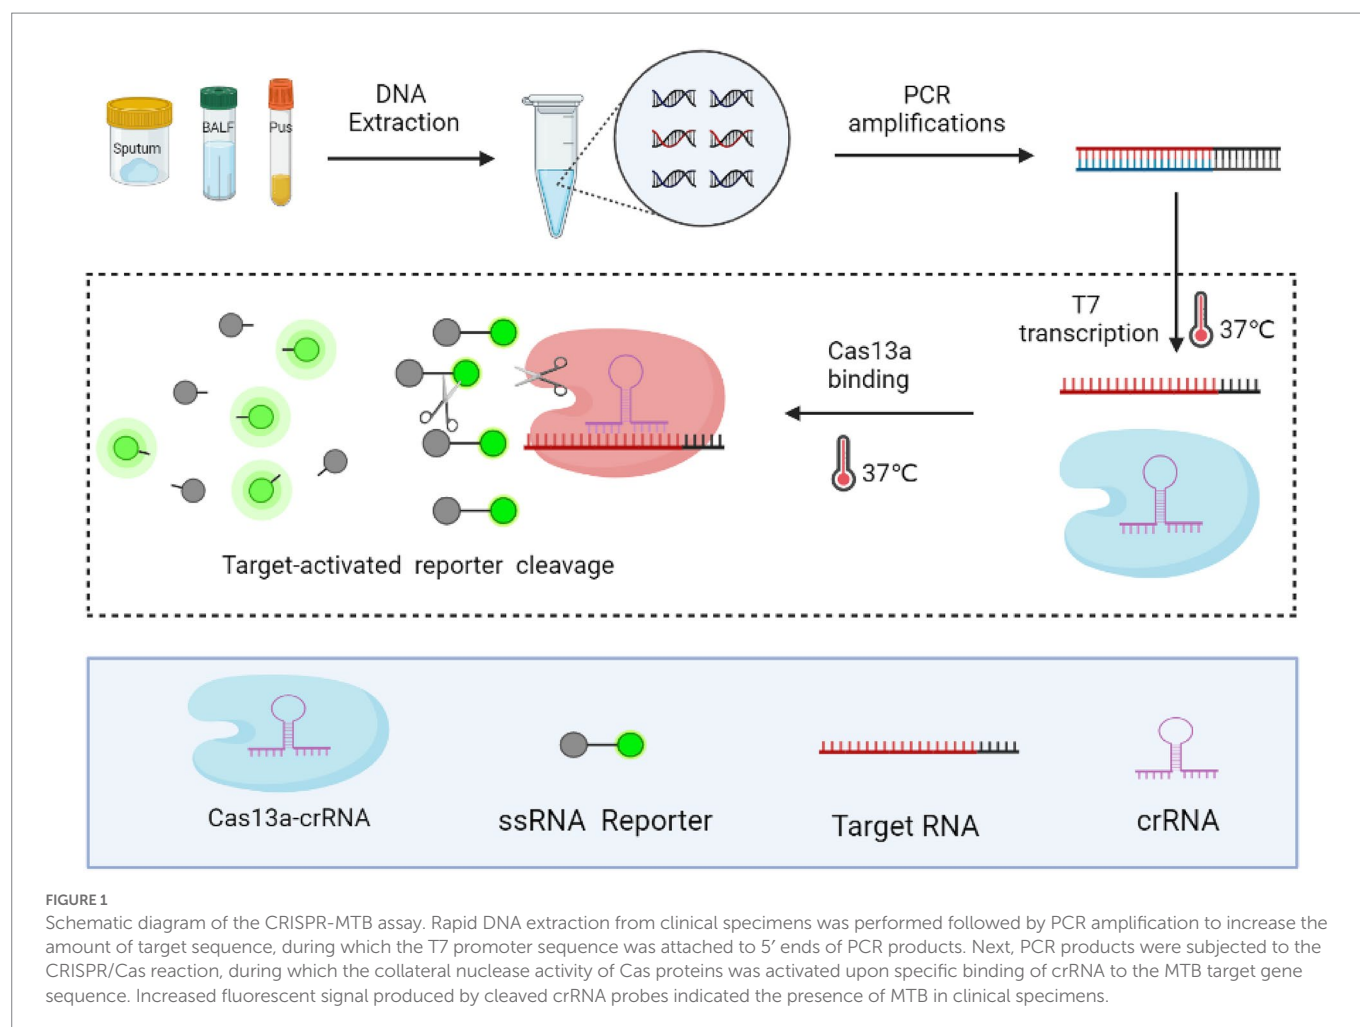 Sputum
BALF
Pus
DNA
Extraction
PCR
amplifications
T7
transcription
37℃
Cas13a
binding
37℃
Target-activated reporter cleavage
Cas13a-crRNA
ssRNA Reporter
Target RNA
crRNA
FIGURE 1
Schematic diagram of the CRISPR-MTB assay. Rapid DNA extraction from clinical specimens was performed followed by PCR amplification to increase the
amount of target sequence, during which the T7 promoter sequence was attached to 5′ ends of PCR products. Next, PCR products were subjected to the
CRISPR/Cas reaction, during which the collateral nuclease activity of Cas proteins was activated upon specific binding of crRNA to the MTB target gene
sequence. Increased fluorescent signal produced by cleaved crRNA probes indicated the presence of MTB in clinical specimens.